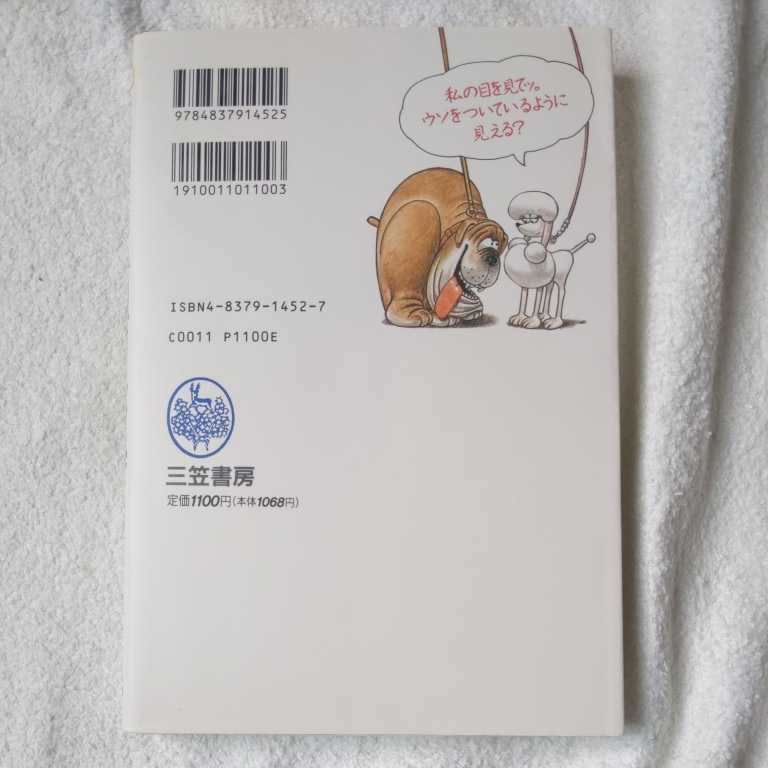 9784837914525
1910011011003
私の目を見てッ。
ウソをついているように
見える?
ISBN4-8379-1452-7
C0011 P1100E
三笠書房
定価1100円(本体1068円)